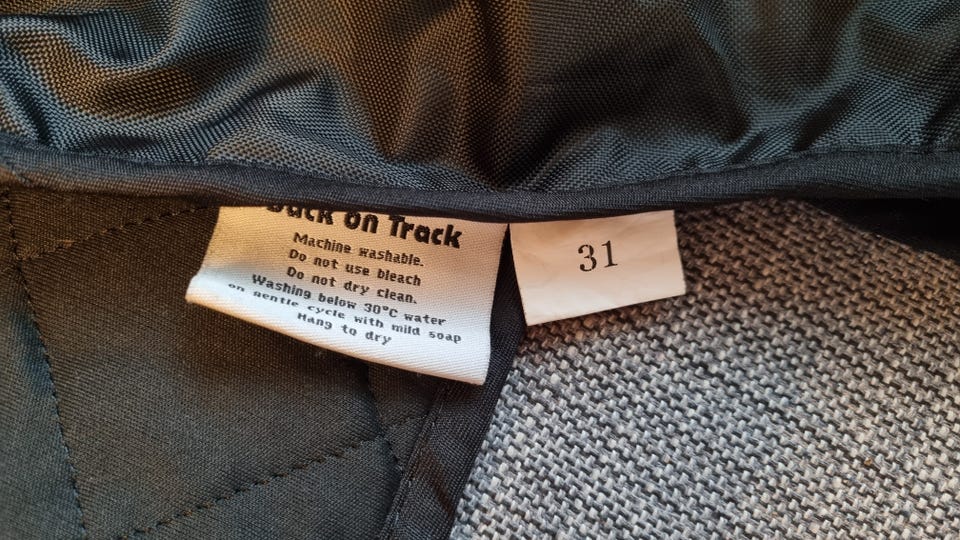 Back on Track
Machine washable.
Do not use bleach
Do not dry clean.
Washing below 30°C water
on gentle cycle with mild soap
Hang to dry
31